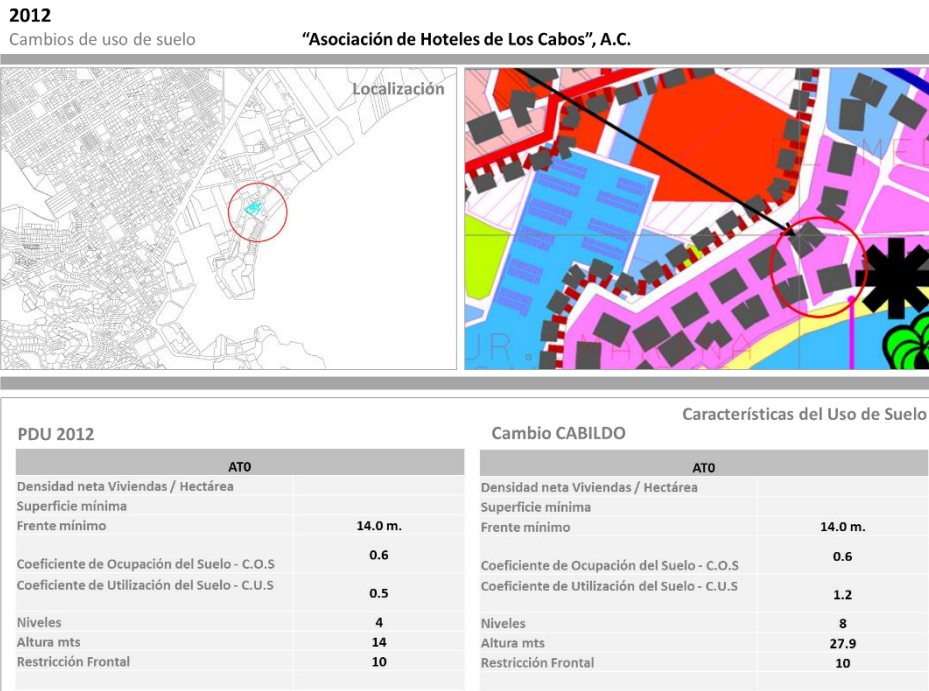 2012
Cambios de uso de suelo
“Asociación de Hoteles de Los Cabos”, A.C.
Localización
EL MED
UR. MARINA
Características del Uso de Suelo
PDU 2012
AT0
Densidad neta Viviendas / Hectárea
Superficie mínima
Frente mínimo 14.0 m.
Coeficiente de Ocupación del Suelo - C.O.S 0.6
Coeficiente de Utilización del Suelo - C.U.S 0.5
Niveles 4
Altura mts 14
Restricción Frontal 10
Cambio CABILDO
AT0
Densidad neta Viviendas / Hectárea
Superficie mínima
Frente mínimo 14.0 m.
Coeficiente de Ocupación del Suelo - C.O.S 0.6
Coeficiente de Utilización del Suelo - C.U.S 1.2
Niveles 8
Altura mts 27.9
Restricción Frontal 10